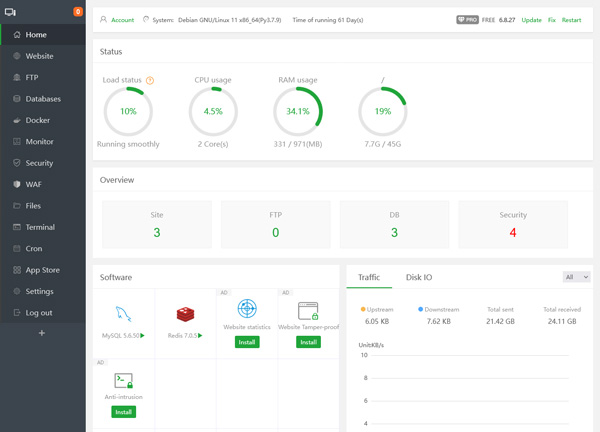 0
Home
Website
FTP
Databases
Docker
Monitor
Security
WAF
Files
Terminal
Cron
App Store
Settings
Log out
+
Account System: Debian GNU/Linux 11 x86_64(Py3.7.9) Time of running 61 Day(s) PRO FREE 6.8.27 Update Fix Restart
Status
Load status ? CPU usage RAM usage /
10% 4.5% 34.1% 19%
Running smoothly 2 Core(s) 331 / 971(MB) 7.7G / 45G
Overview
Site FTP DB Security
3 0 3 4
Software
AD AD
MySQL 5.6.50 Redis 7.0.5 Website statistics Website Tamper-proof
Install Install
AD
Anti-intrusion
Install
Traffic Disk IO All
Upstream Downstream Total sent Total received
6.05 KB 7.62 KB 21.42 GB 24.11 GB
Unit:KB/s
10
8
6
4